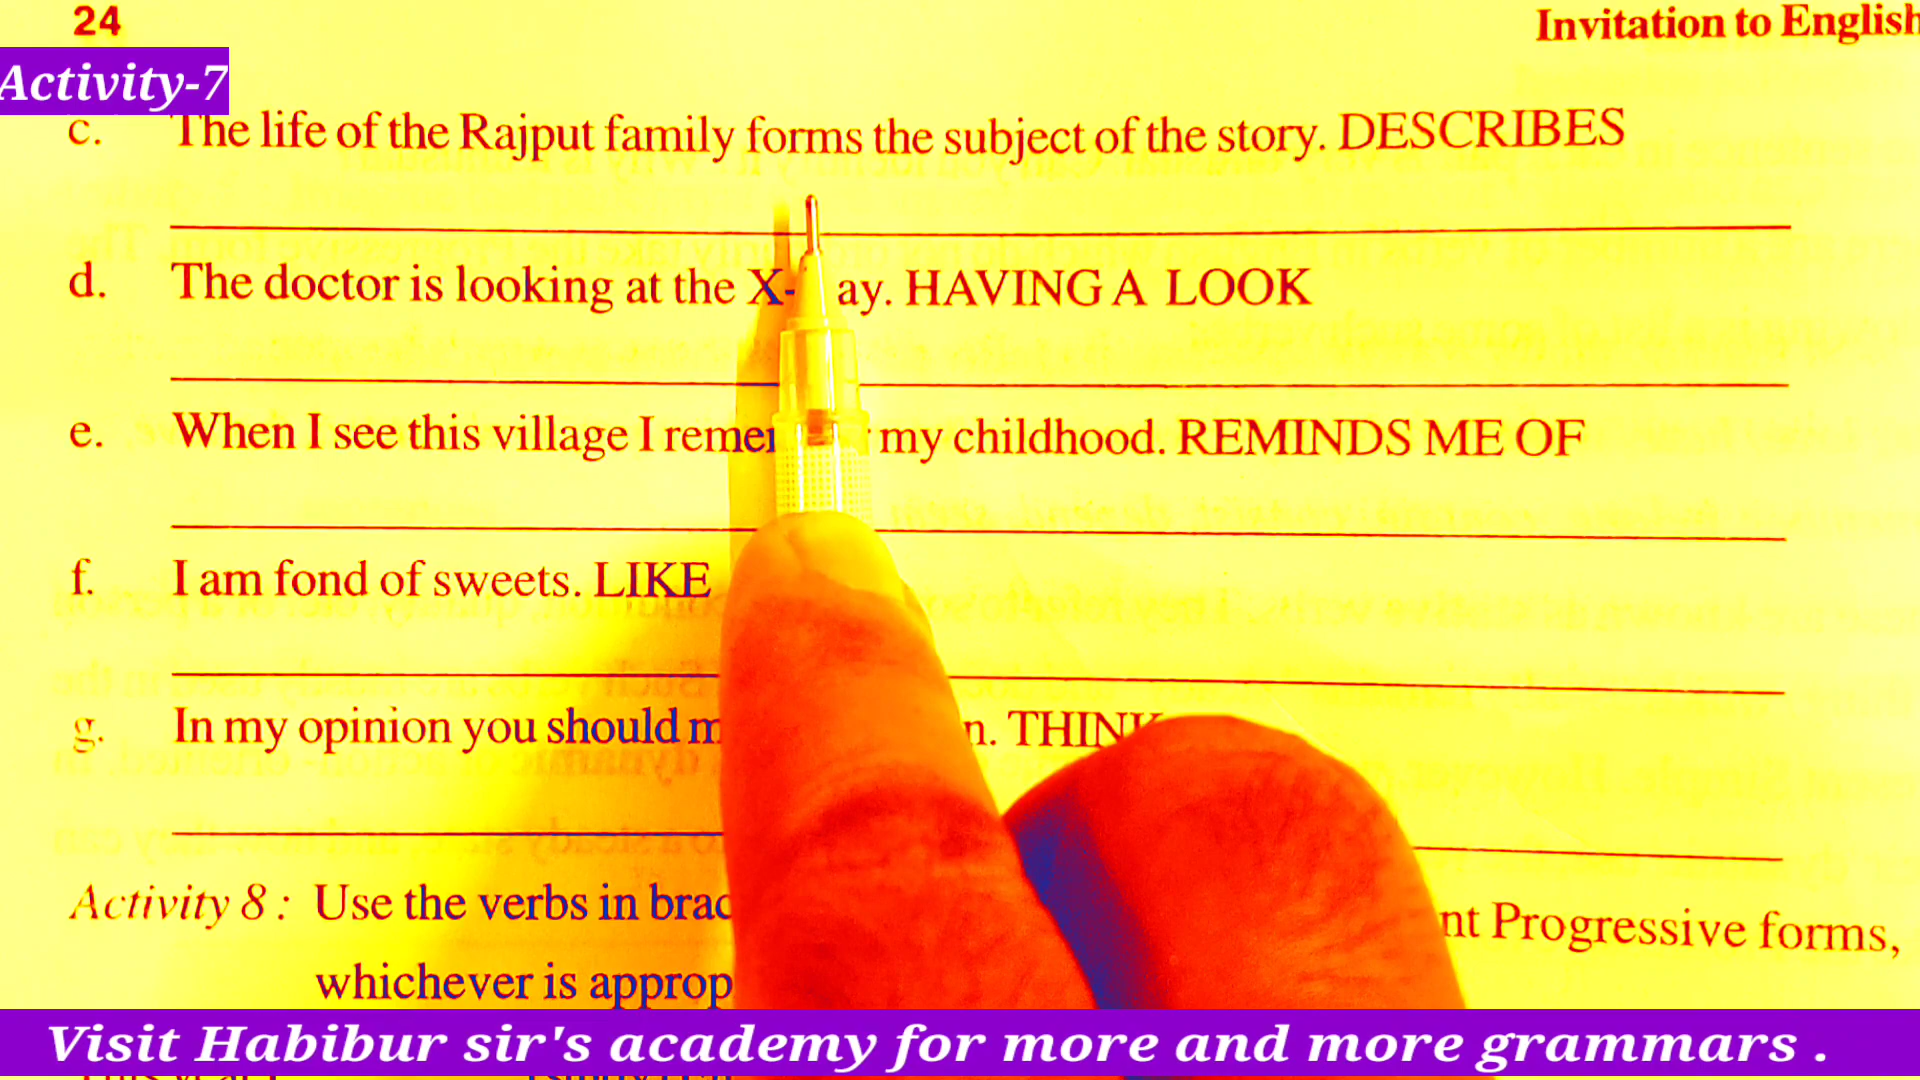 24 Invitation to English
Activity-7
c. The life of the Rajput family forms the subject of the story. DESCRIBES
d. The doctor is looking at the X- ay. HAVING A LOOK
e. When I see this village I my childhood. REMINDS ME OF
f. I am fond of sweets. LIKE
g. In my opinion you should THINK
Activity 8 : Use the verbs in nt Progressive forms,
whichever is
Visit Habibur sir's academy for more and more grammars .